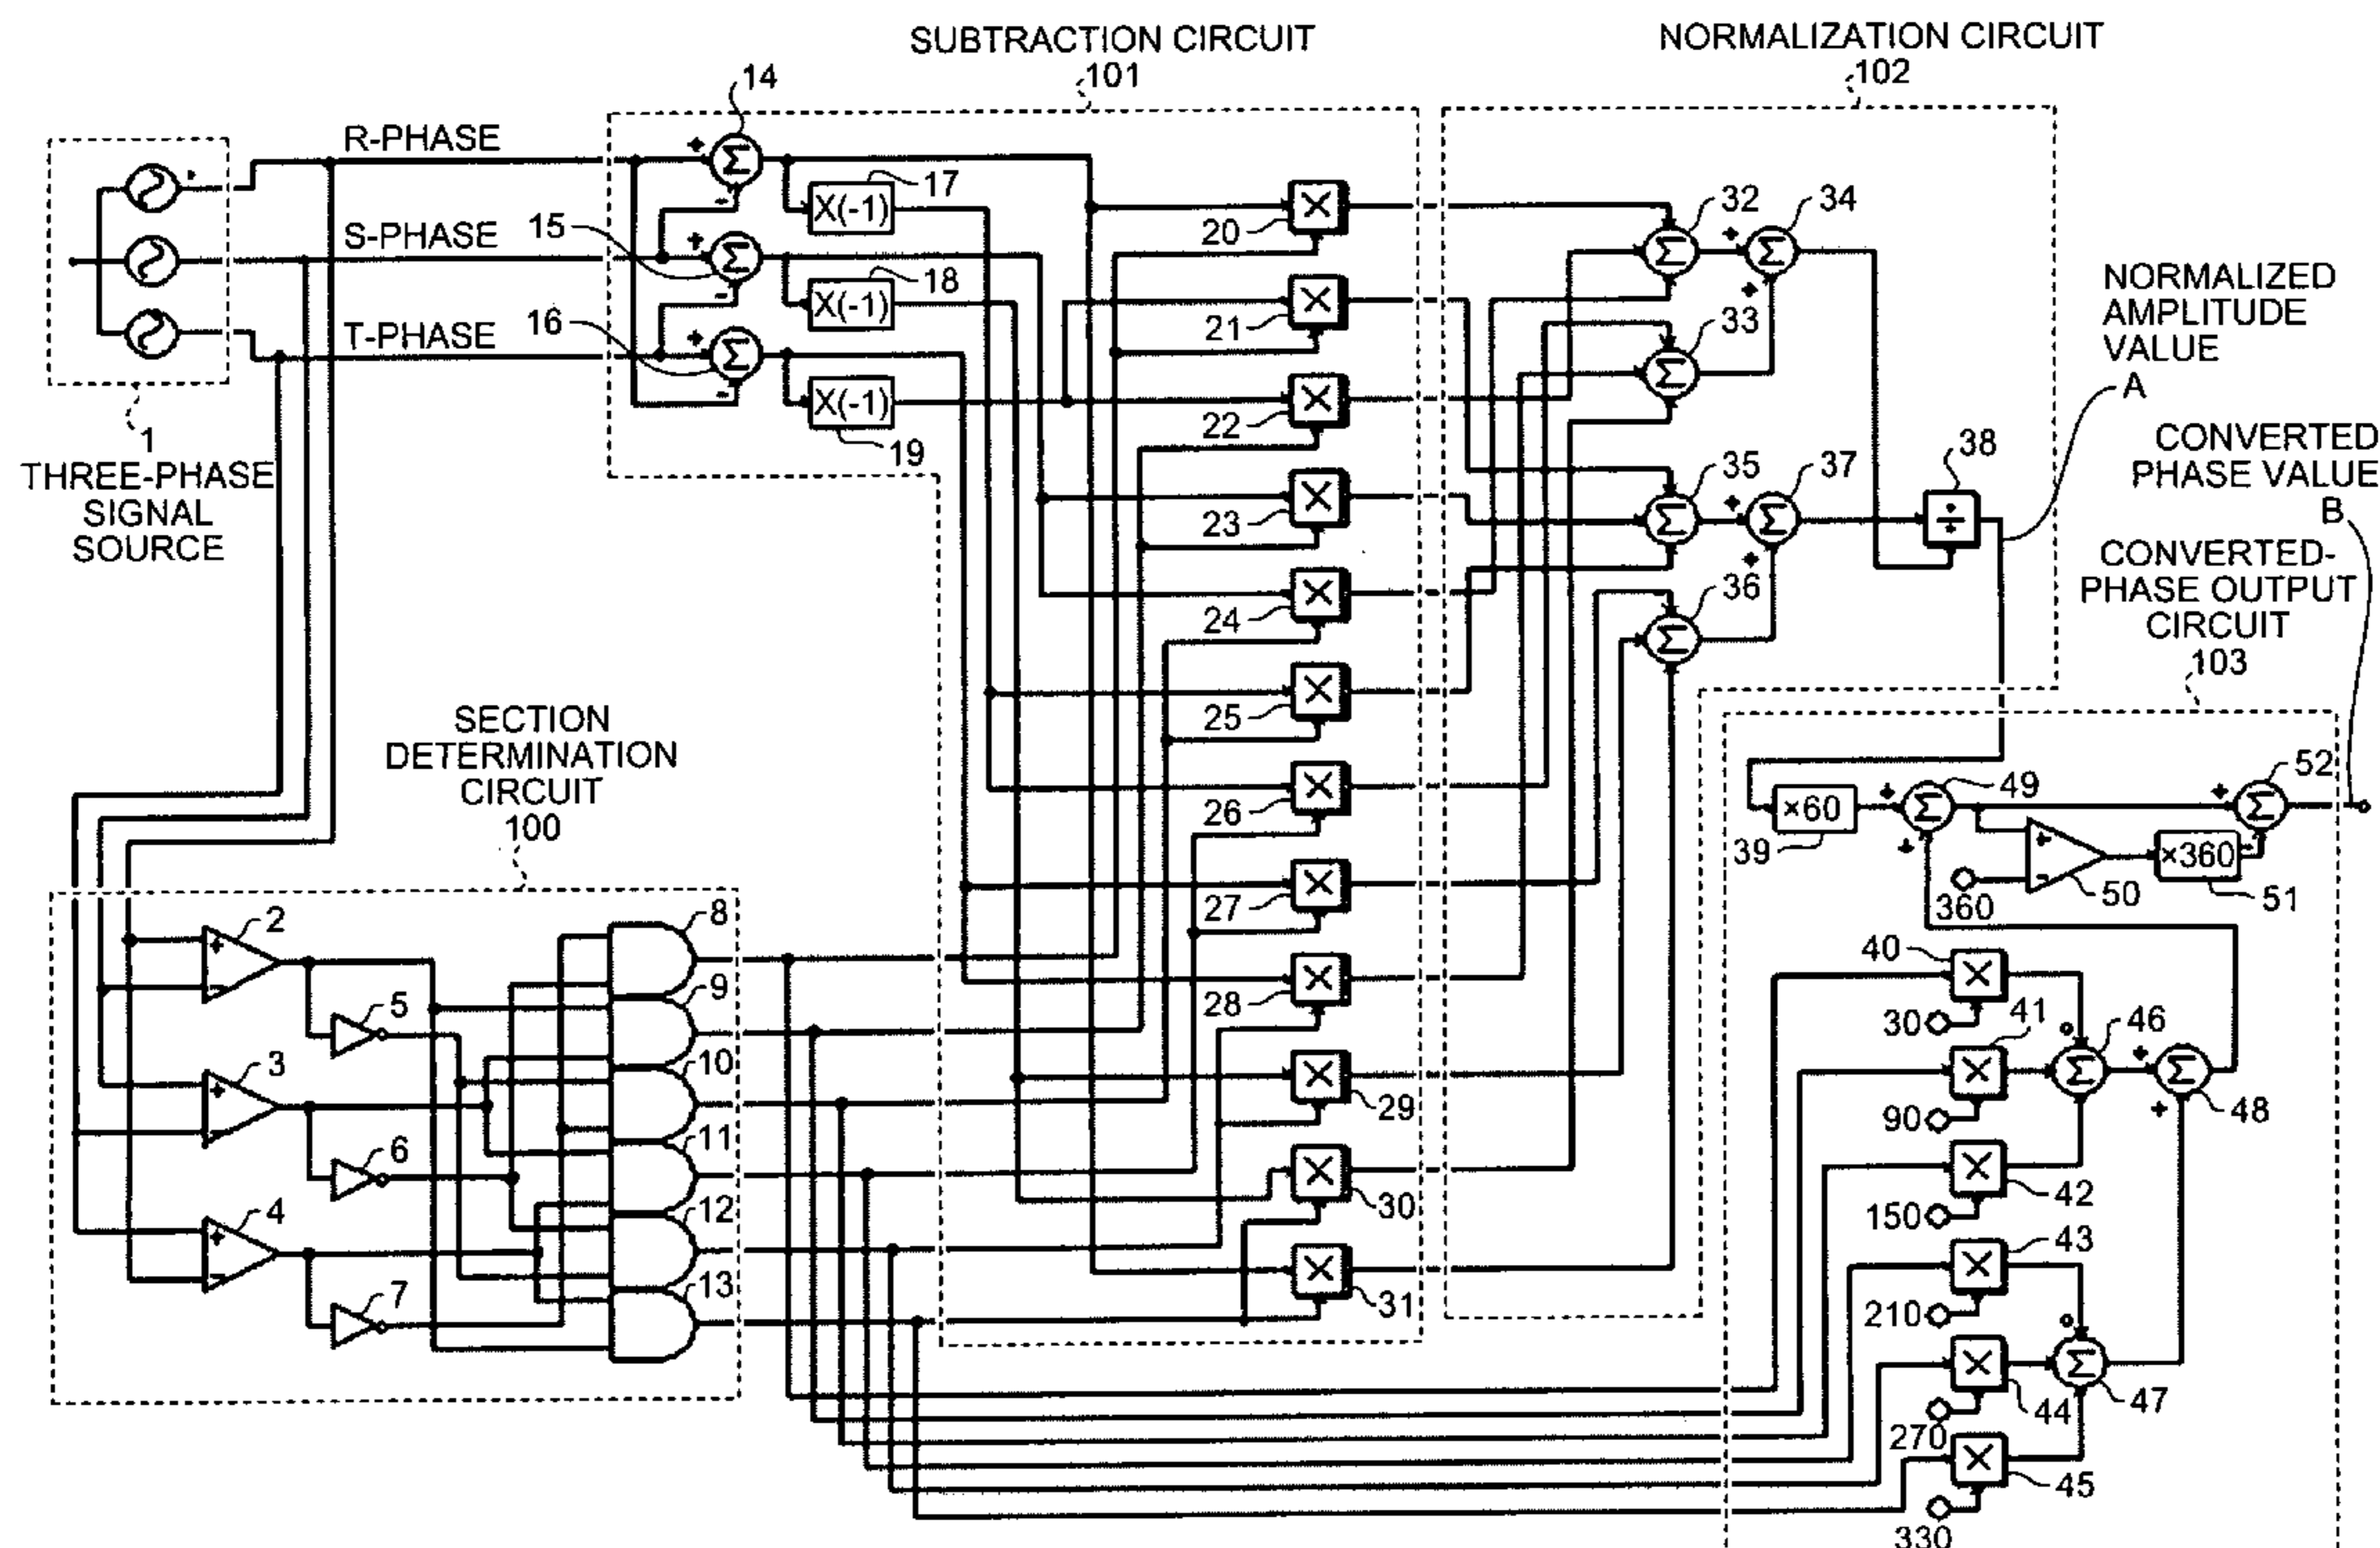 SUBTRACTION CIRCUIT
101
NORMALIZATION CIRCUIT
102
14
R-PHASE
+
Σ
-
17
X(-1)
S-PHASE
15
+
Σ
-
18
X(-1)
T-PHASE
16
+
Σ
-
X(-1)
19
1
THREE-PHASE
SIGNAL
SOURCE
×
20
×
21
×
22
×
23
×
24
×
25
×
26
×
27
×
28
×
29
×
30
×
31
Σ
32
+
Σ
34
+
Σ
33
Σ
35
+
Σ
37
+
Σ
36
÷
38
NORMALIZED
AMPLITUDE
VALUE
A
CONVERTED
PHASE VALUE
B
CONVERTED-
PHASE OUTPUT
CIRCUIT
103
SECTION
DETERMINATION
CIRCUIT
100
2
+
-
5
3
+
-
6
4
+
-
7
8
9
10
11
12
13
×60
39
+
Σ
49
+
+
-
360
50
×360
51
+
Σ
52
-
40
×
30
41
×
90
×
42
150
×
43
210
×
44
270
×
45
330
Σ
46
+
Σ
48
+
Σ
47